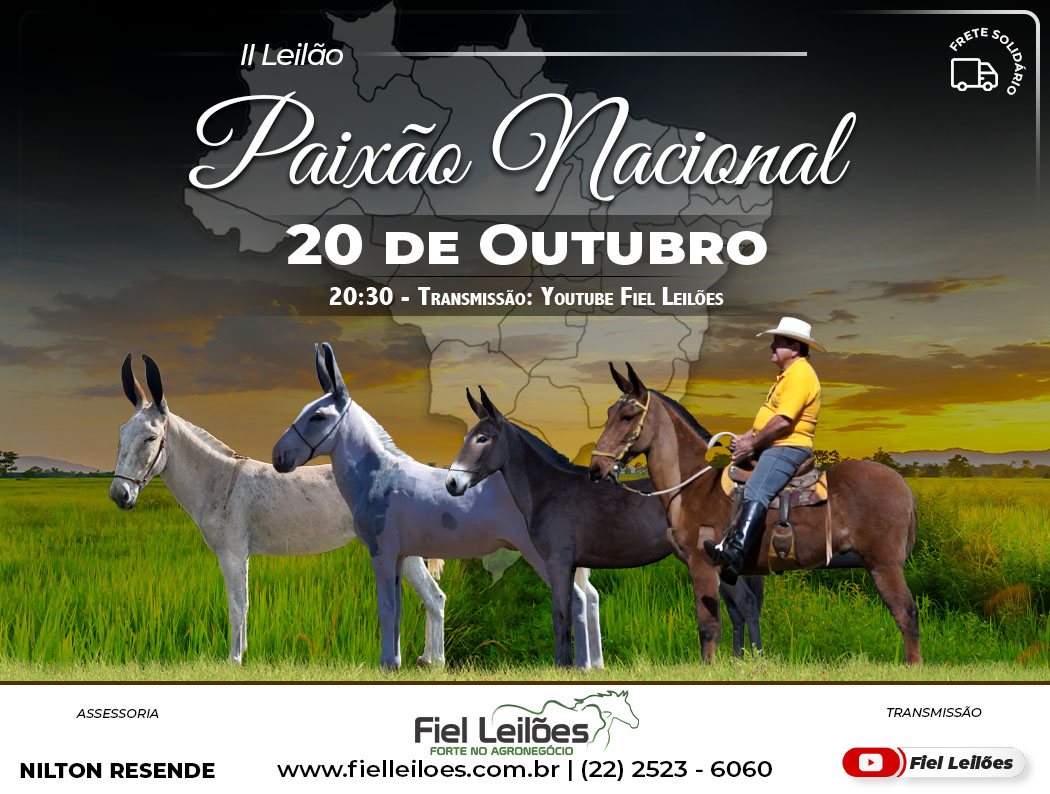 II Leilão
FRETE SOLIDÁRIO
Paixão Nacional
20 de Outubro
20:30 - Transmissão: Youtube Fiel Leilões
ASSESSORIA
NILTON RESENDE
Fiel Leilões
FORTE NO AGRONEGÓCIO
www.fielleiloes.com.br | (22) 2523 - 6060
TRANSMISSÃO
Fiel Leilões